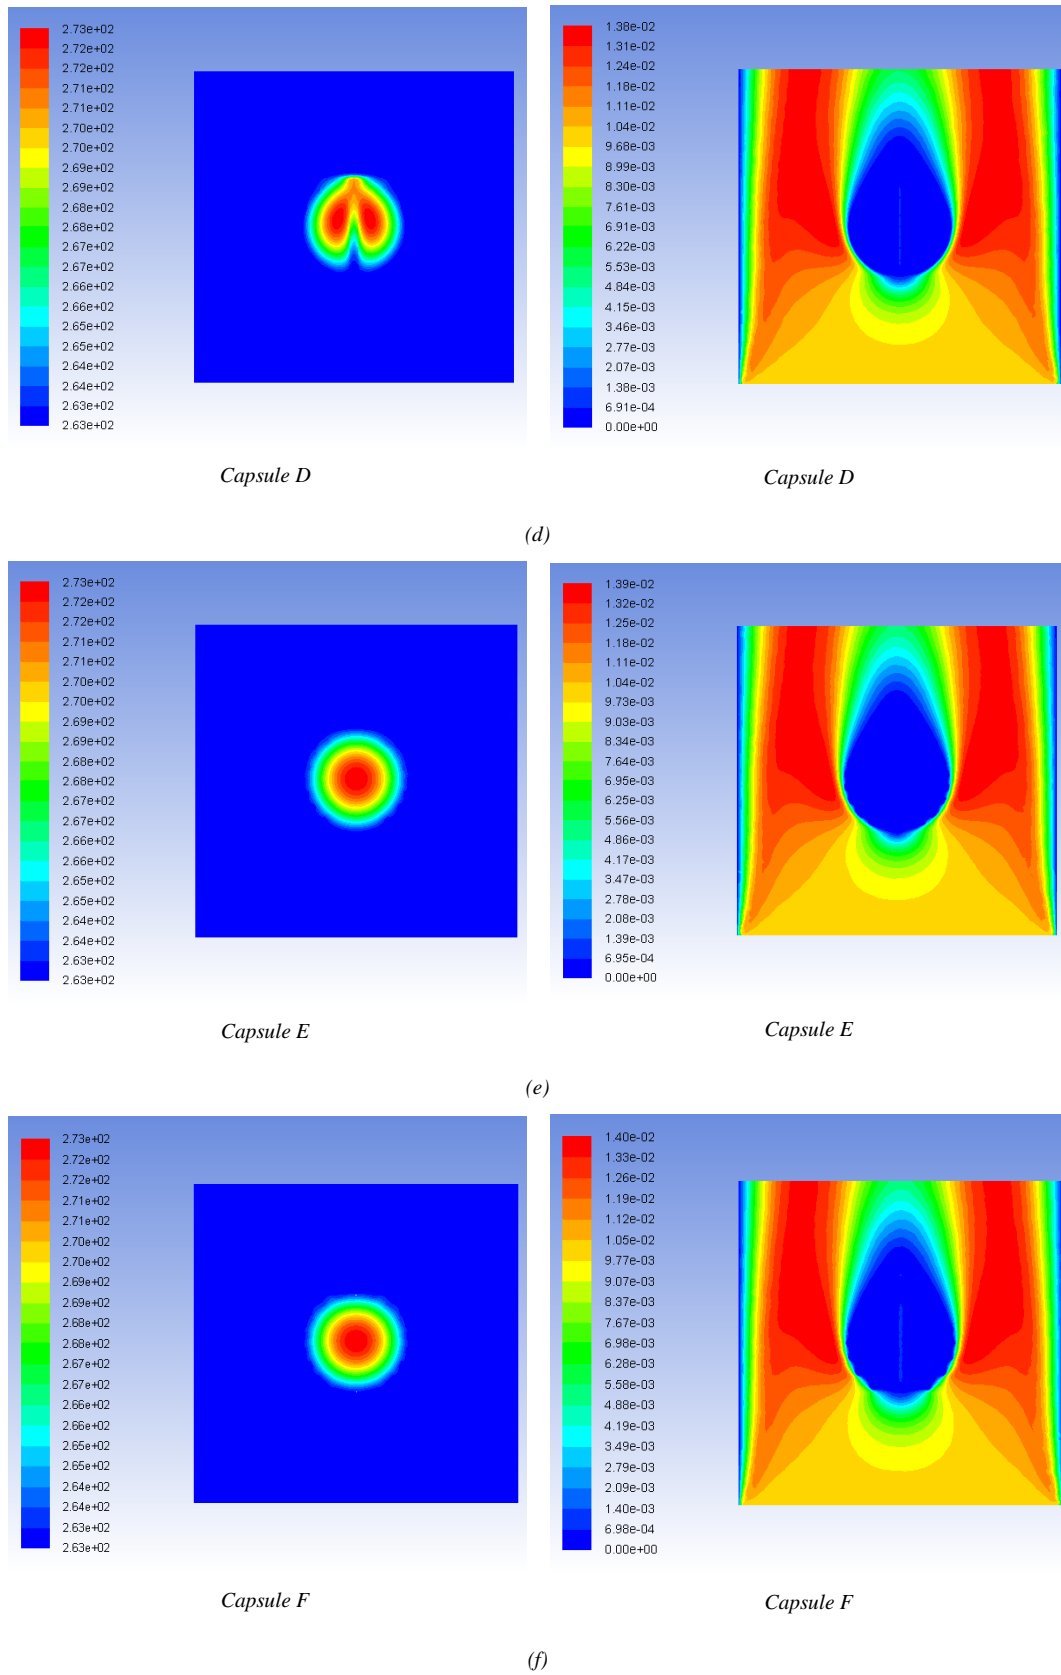 2.73e+02
2.72e+02
2.72e+02
2.71e+02
2.71e+02
2.70e+02
2.70e+02
2.69e+02
2.69e+02
2.68e+02
2.68e+02
2.67e+02
2.67e+02
2.66e+02
2.66e+02
2.65e+02
2.65e+02
2.64e+02
2.64e+02
2.63e+02
2.63e+02
1.38e-02
1.31e-02
1.24e-02
1.18e-02
1.11e-02
1.04e-02
9.68e-03
8.99e-03
8.30e-03
7.61e-03
6.91e-03
6.22e-03
5.53e-03
4.84e-03
4.15e-03
3.46e-03
2.77e-03
2.07e-03
1.38e-03
6.91e-04
0.00e+00
Capsule D
Capsule D
(d)
2.73e+02
2.72e+02
2.72e+02
2.71e+02
2.71e+02
2.70e+02
2.70e+02
2.69e+02
2.69e+02
2.68e+02
2.68e+02
2.67e+02
2.67e+02
2.66e+02
2.66e+02
2.65e+02
2.65e+02
2.64e+02
2.64e+02
2.63e+02
2.63e+02
1.39e-02
1.32e-02
1.25e-02
1.18e-02
1.11e-02
1.04e-02
9.73e-03
9.03e-03
8.34e-03
7.64e-03
6.95e-03
6.25e-03
5.56e-03
4.86e-03
4.17e-03
3.47e-03
2.78e-03
2.08e-03
1.39e-03
6.95e-04
0.00e+00
Capsule E
Capsule E
(e)
2.73e+02
2.72e+02
2.72e+02
2.71e+02
2.71e+02
2.70e+02
2.70e+02
2.69e+02
2.69e+02
2.68e+02
2.68e+02
2.67e+02
2.67e+02
2.66e+02
2.66e+02
2.65e+02
2.65e+02
2.64e+02
2.64e+02
2.63e+02
2.63e+02
1.40e-02
1.33e-02
1.26e-02
1.19e-02
1.12e-02
1.05e-02
9.77e-03
9.07e-03
8.37e-03
7.67e-03
6.98e-03
6.28e-03
5.58e-03
4.88e-03
4.19e-03
3.49e-03
2.79e-03
2.09e-03
1.40e-03
6.98e-04
0.00e+00
Capsule F
Capsule F
(f)